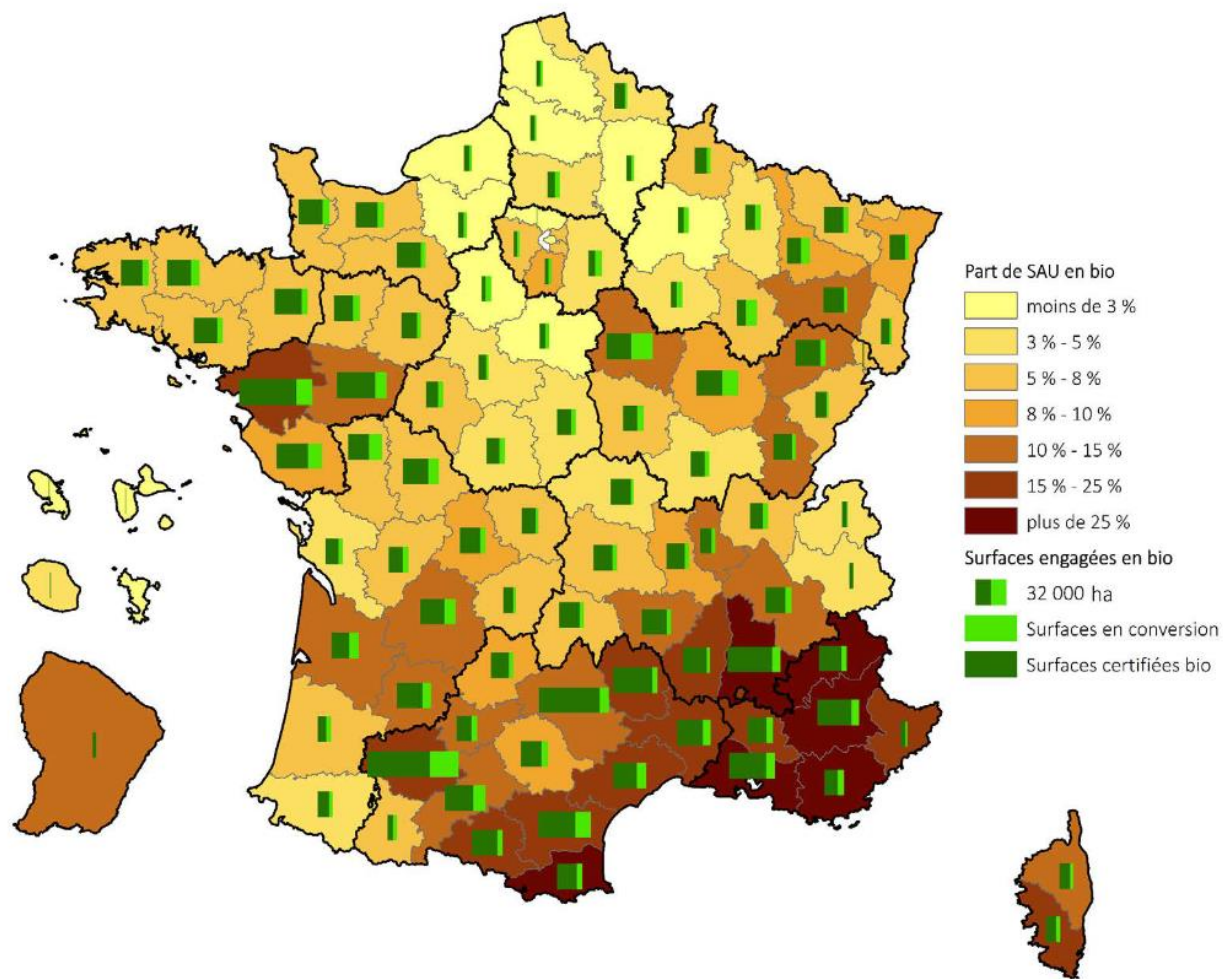 Part de SAU en bio
moins de 3 %
3 % - 5 %
5 % - 8 %
8 % - 10 %
10 % - 15 %
15 % - 25 %
plus de 25 %
Surfaces engagées en bio
32 000 ha
Surfaces en conversion
Surfaces certifiées bio